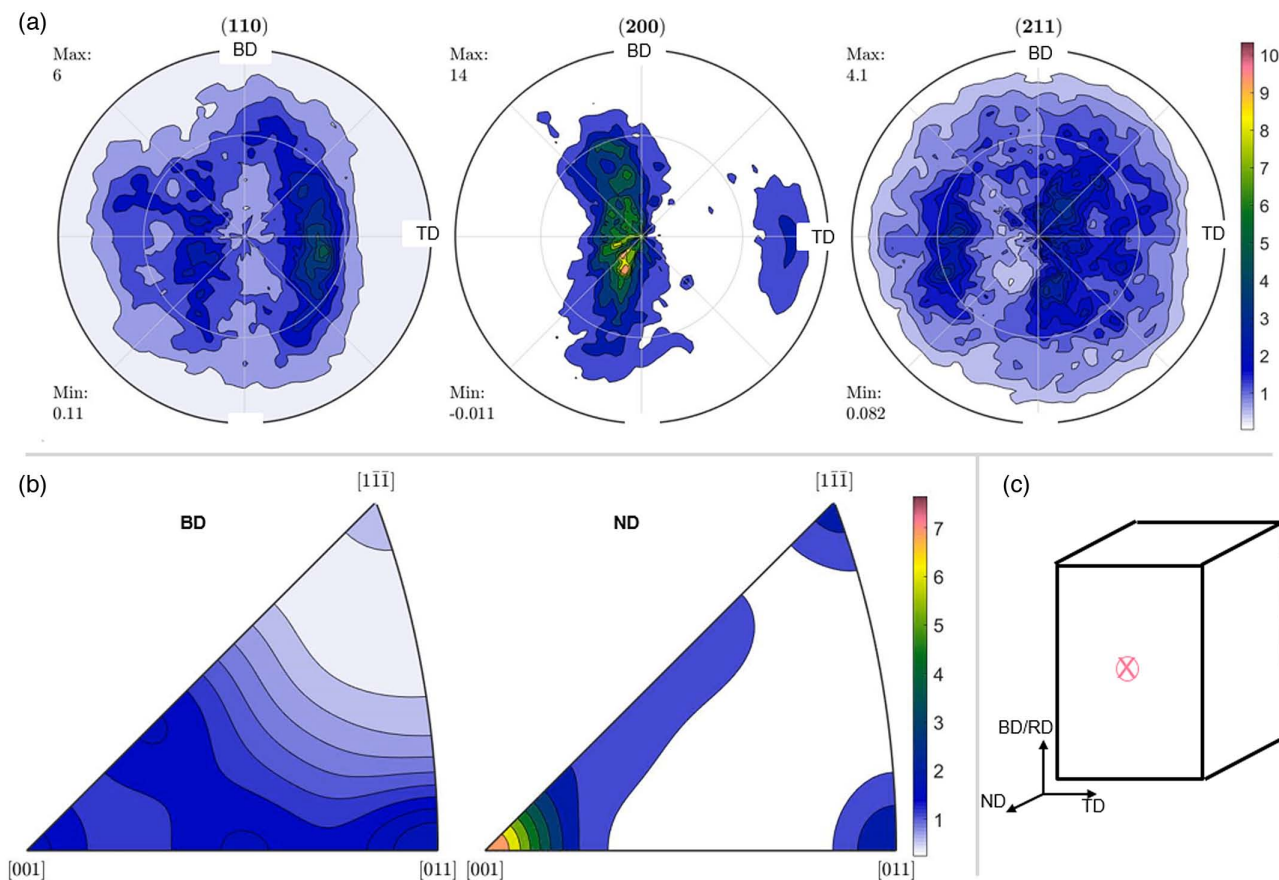 (a)
(110)
BD
Max:
6
Min:
0.11
TD
(200)
BD
Max:
14
Min:
-0.011
TD
(211)
BD
Max:
4.1
Min:
0.082
TD
10
9
8
7
6
5
4
3
2
1
(b)
BD
[11̅1̅]
[001]
[011]
ND
[11̅1̅]
[001]
[011]
7
6
5
4
3
2
1
(c)
X
BD/RD
ND
TD